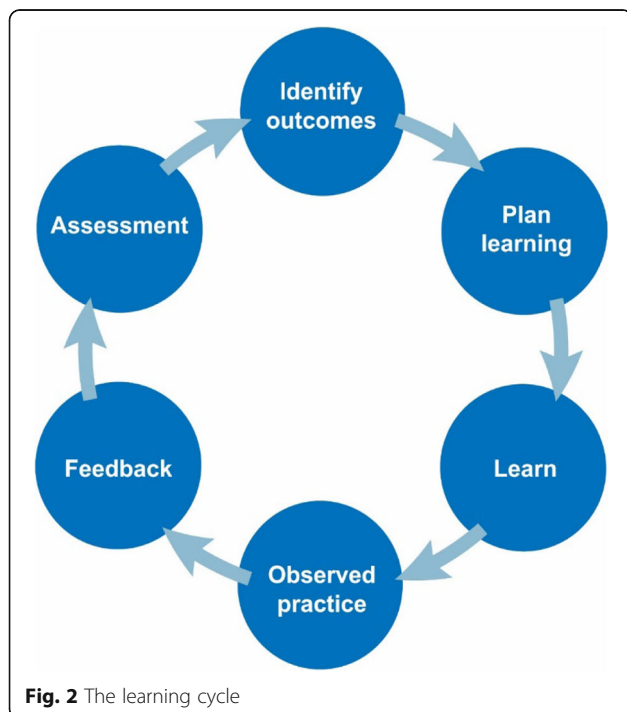 Identify
outcomes
Plan
learning
Learn
Observed
practice
Feedback
Assessment
Fig. 2 The learning cycle